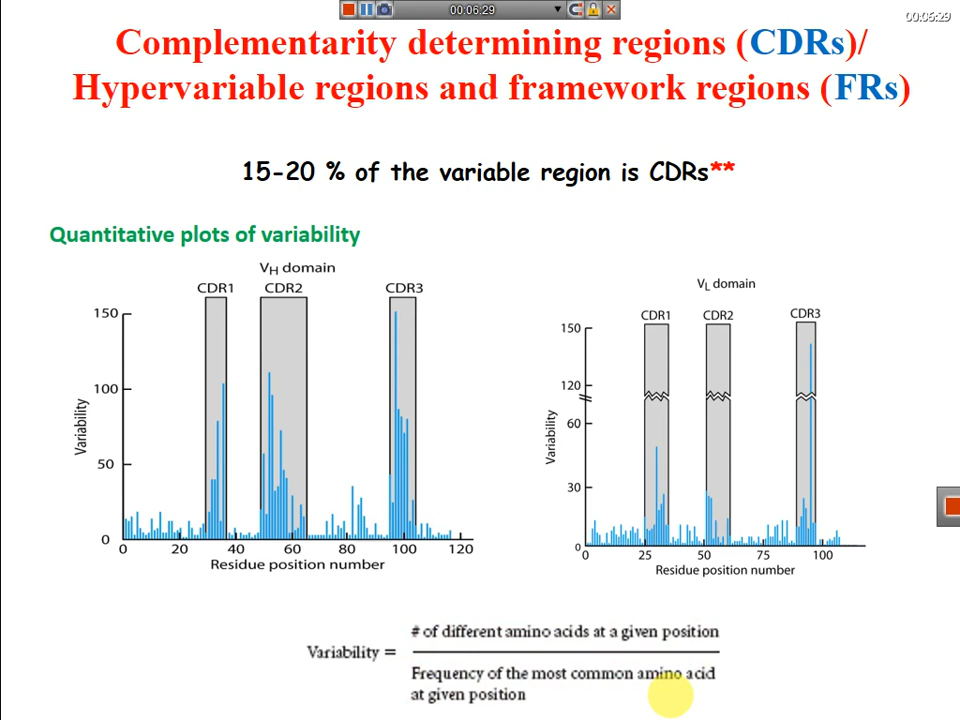 00:06:29
00:06:29
Complementarity determining regions (CDRs)/
Hypervariable regions and framework regions (FRs)
15-20 % of the variable region is CDRs**
Quantitative plots of variability
VH domain
CDR1 CDR2 CDR3
150
100
50
0
Variability
0 20 40 60 80 100 120
Residue position number
VL domain
CDR1 CDR2 CDR3
150
120
60
30
0
Variability
0 25 50 75 100
Residue position number
Variability =
# of different amino acids at a given position
Frequency of the most common amino acid
at given position